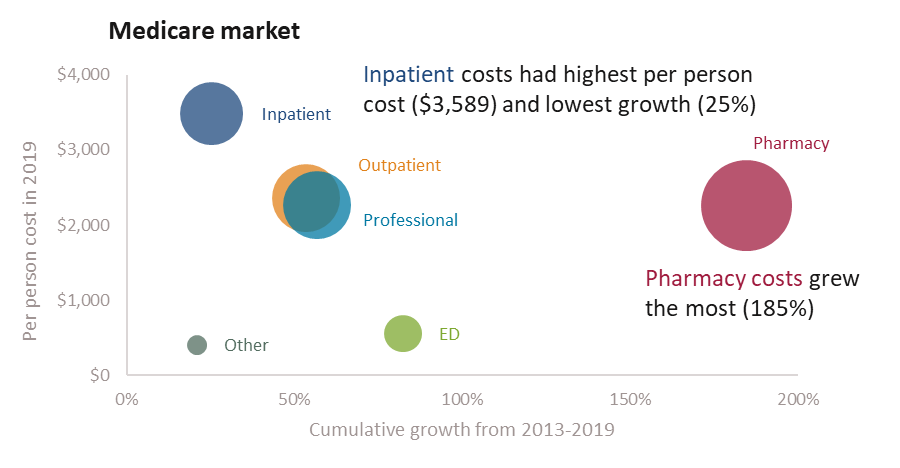 Medicare market
Inpatient costs had highest per person
cost ($3,589) and lowest growth (25%)
Per person cost in 2019
$4,000
$3,000
$2,000
$1,000
$0
Inpatient
Outpatient
Professional
Pharmacy
Pharmacy costs grew
the most (185%)
ED
Other
0%
50%
100%
150%
200%
Cumulative growth from 2013-2019